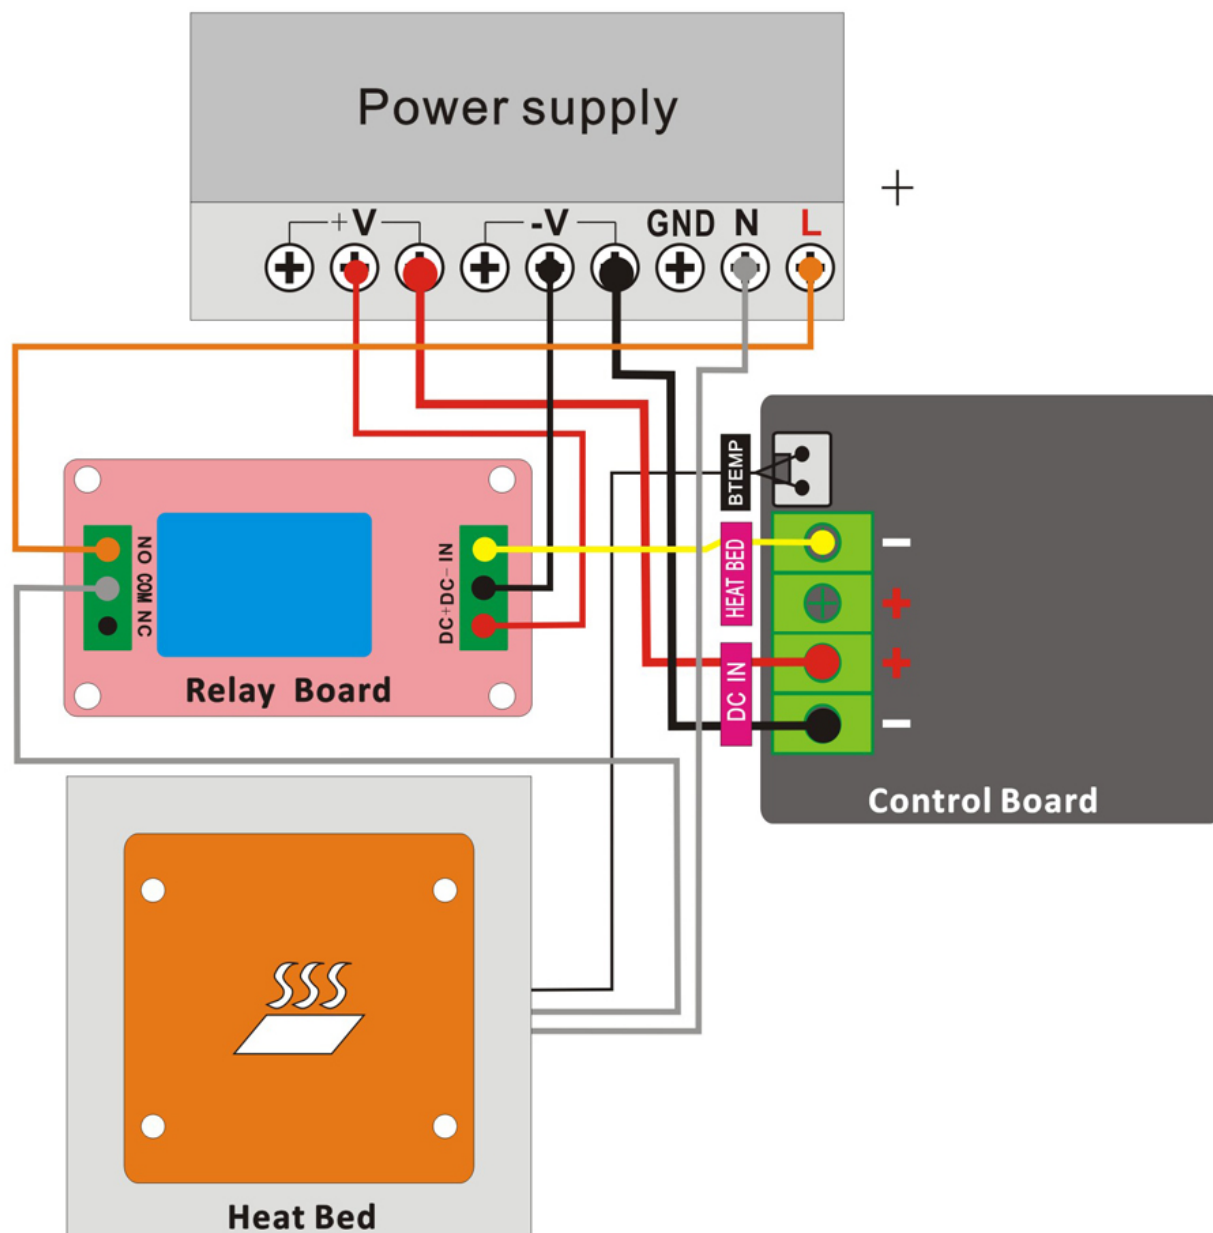 Power supply
+V -V GND N L
BTEMP
HEAT BED
DC IN
NO COM NC
DC+ DC- IN
Relay Board
Control Board
Heat Bed